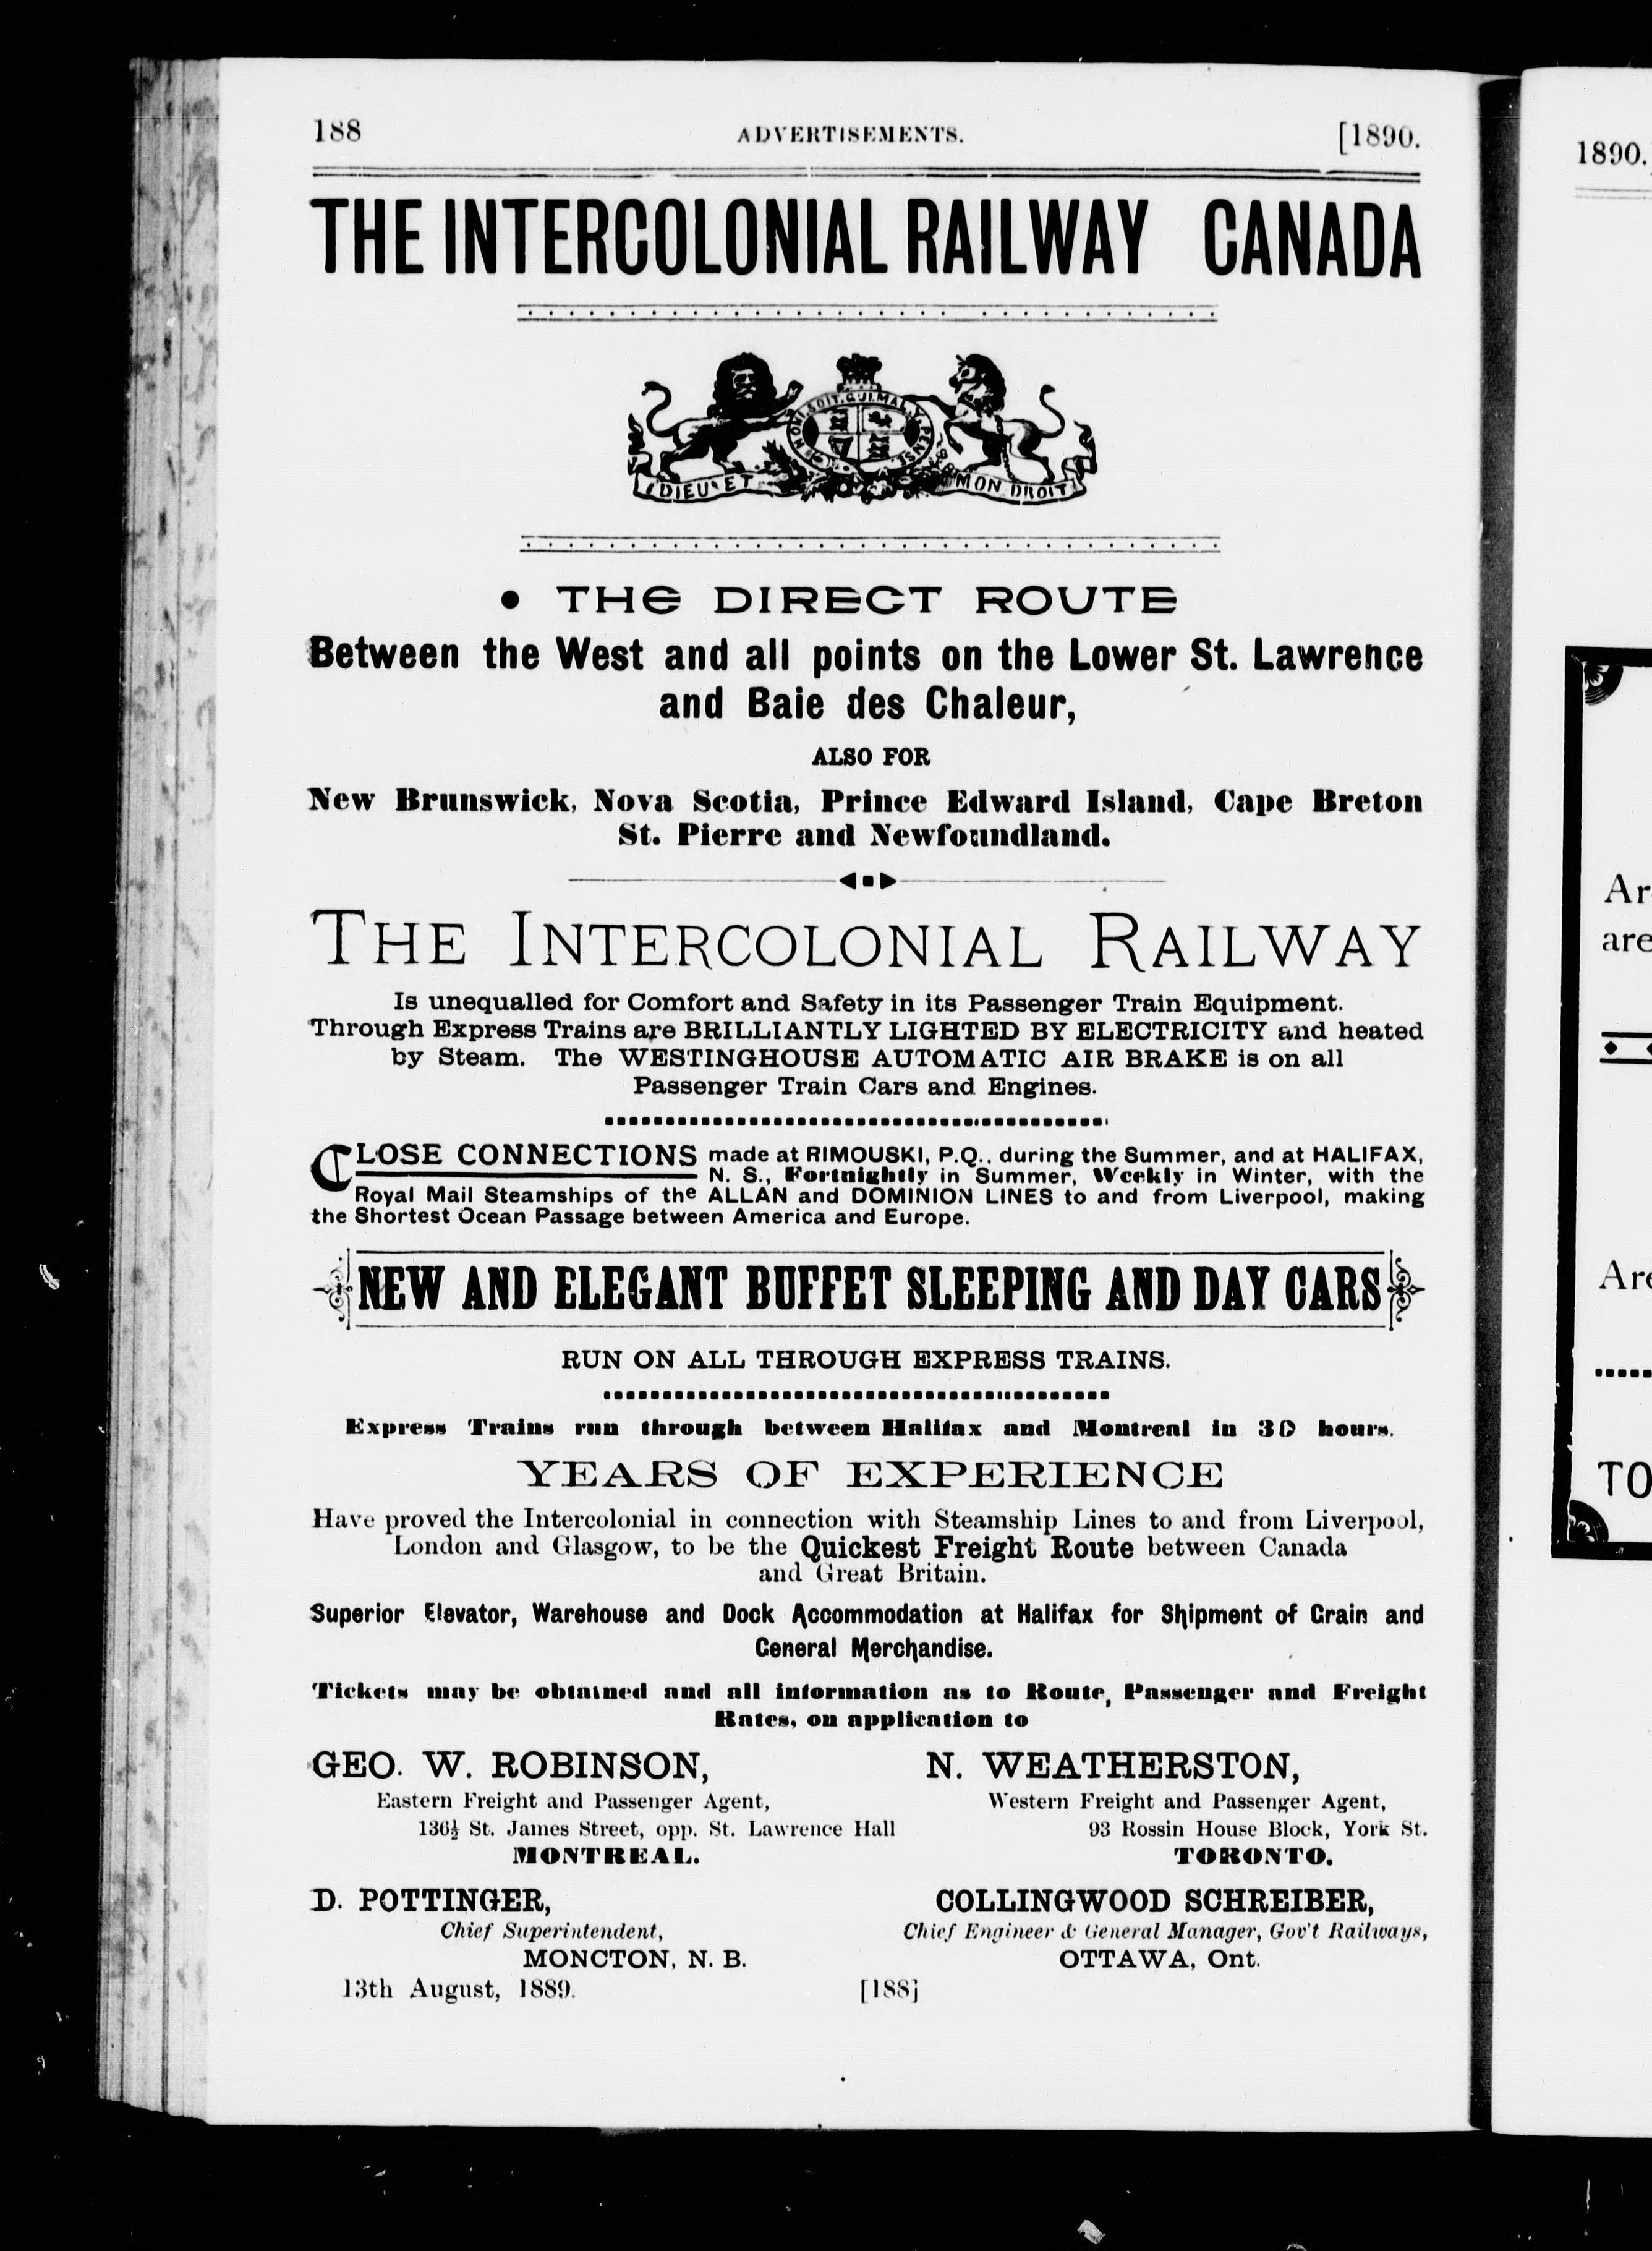 188 ADVERTISEMENTS. [1890.
THE INTERCOLONIAL RAILWAY CANADA
HONI.SOIT.QUI.MAL.Y.PENSE
DIEU ET MON DROIT
• THE DIRECT ROUTE
Between the West and all points on the Lower St. Lawrence
and Baie des Chaleur,
ALSO FOR
New Brunswick, Nova Scotia, Prince Edward Island, Cape Breton
St. Pierre and Newfoundland.
THE INTERCOLONIAL RAILWAY
Is unequalled for Comfort and Safety in its Passenger Train Equipment.
Through Express Trains are BRILLIANTLY LIGHTED BY ELECTRICITY and heated
by Steam. The WESTINGHOUSE AUTOMATIC AIR BRAKE is on all
Passenger Train Cars and Engines.
CLOSE CONNECTIONS made at RIMOUSKI, P.Q., during the Summer, and at HALIFAX,
N. S., Fortnightly in Summer, Weekly in Winter, with the
Royal Mail Steamships of the ALLAN and DOMINION LINES to and from Liverpool, making
the Shortest Ocean Passage between America and Europe.
NEW AND ELEGANT BUFFET SLEEPING AND DAY CARS
RUN ON ALL THROUGH EXPRESS TRAINS.
Express Trains run through between Halifax and Montreal in 30 hours.
YEARS OF EXPERIENCE
Have proved the Intercolonial in connection with Steamship Lines to and from Liverpool,
London and Glasgow, to be the Quickest Freight Route between Canada
and Great Britain.
Superior Elevator, Warehouse and Dock Accommodation at Halifax for Shipment of Grain and
General Merchandise.
Tickets may be obtained and all information as to Route, Passenger and Freight
Rates, on application to
GEO. W. ROBINSON,
Eastern Freight and Passenger Agent,
136½ St. James Street, opp. St. Lawrence Hall
MONTREAL.
N. WEATHERSTON,
Western Freight and Passenger Agent,
93 Rossin House Block, York St.
TORONTO.
D. POTTINGER,
Chief Superintendent,
MONCTON, N. B.
COLLINGWOOD SCHREIBER,
Chief Engineer & General Manager, Gov't Railways,
OTTAWA, Ont.
13th August, 1889. [188]
1890.
Ar
are
TO